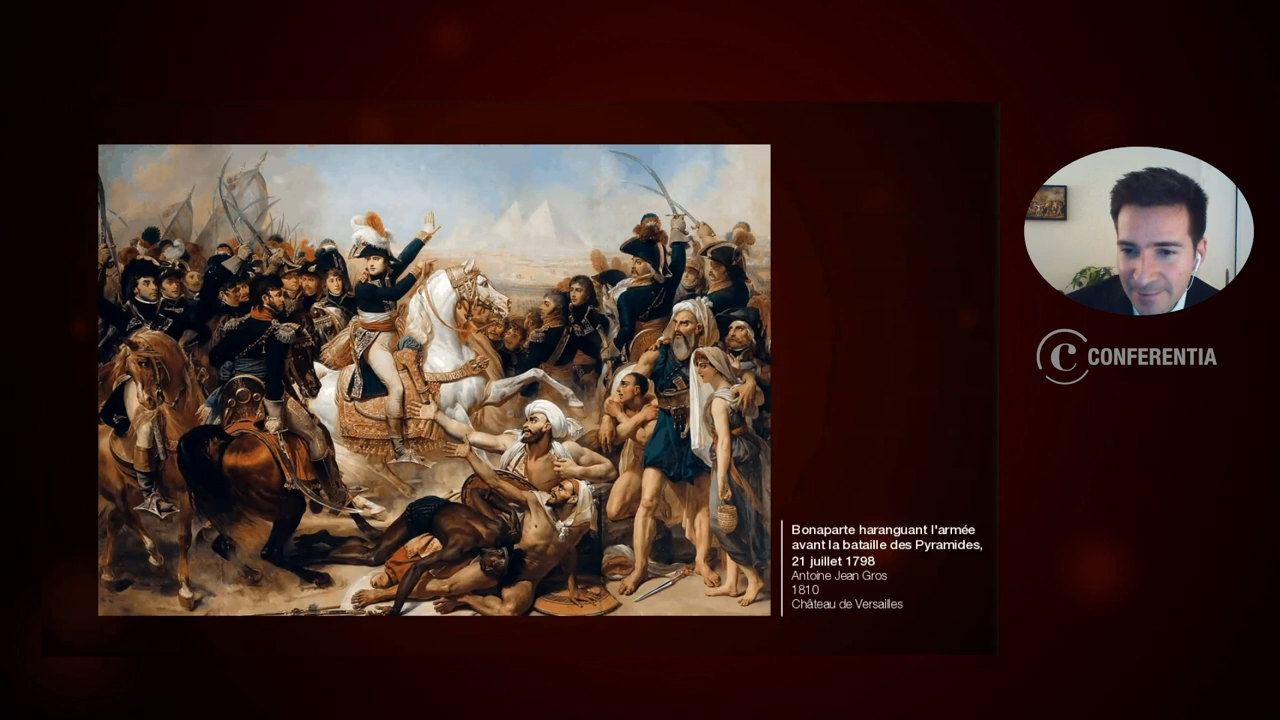 Bonaparte haranguant l'armée
avant la bataille des Pyramides,
21 juillet 1798
Antoine Jean Gros
1810
Château de Versailles
C CONFERENTIA